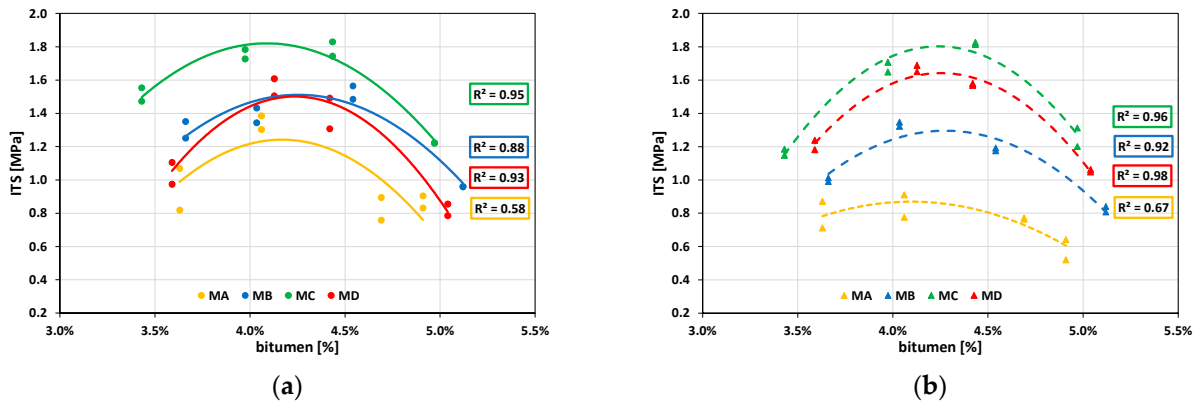 2.0
1.8
1.6
1.4
1.2
1.0
0.8
0.6
0.4
0.2
ITS [MPa]
R² = 0.95
R² = 0.88
R² = 0.93
R² = 0.58
MA MB MC MD
3.0% 3.5% 4.0% 4.5% 5.0% 5.5%
bitumen [%]
(a)
2.0
1.8
1.6
1.4
1.2
1.0
0.8
0.6
0.4
0.2
ITS [MPa]
R² = 0.96
R² = 0.92
R² = 0.98
R² = 0.67
MA MB MC MD
3.0% 3.5% 4.0% 4.5% 5.0% 5.5%
bitumen [%]
(b)